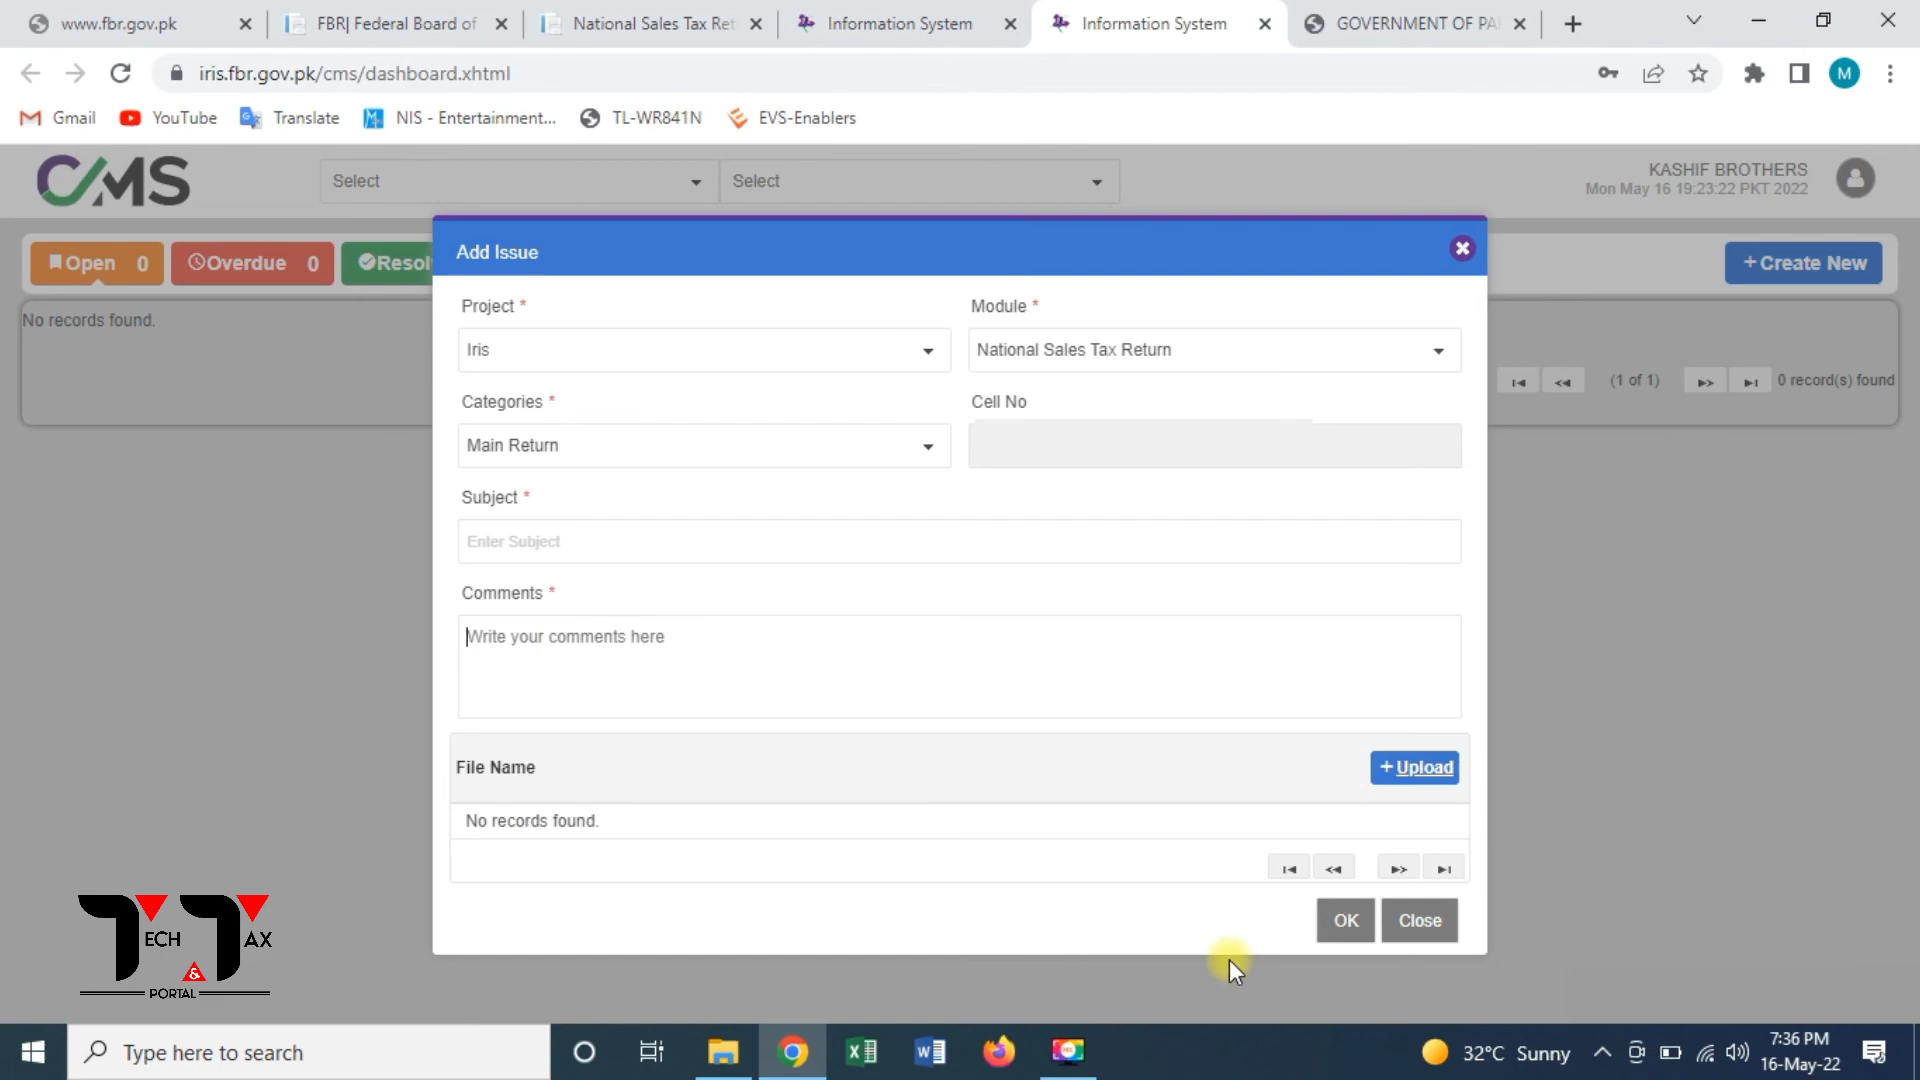 www.fbr.gov.pk
FBR| Federal Board of
National Sales Tax Ret
Information System
Information System
GOVERNMENT OF PA
iris.fbr.gov.pk/cms/dashboard.xhtml
M
Gmail
YouTube
Translate
NIS - Entertainment...
TL-WR841N
EVS-Enablers
CMS
Select
Select
KASHIF BROTHERS
Mon May 16 19:23:22 PKT 2022
Open 0
Overdue 0
Resol
+ Create New
No records found.
(1 of 1)
0 record(s) found
Add Issue
Project *
Module *
Iris
National Sales Tax Return
Categories *
Cell No
Main Return
Subject *
Enter Subject
Comments *
Write your comments here
File Name
+ Upload
No records found.
OK
Close
TECH
& TAX
PORTAL
Type here to search
32°C Sunny
7:36 PM
16-May-22